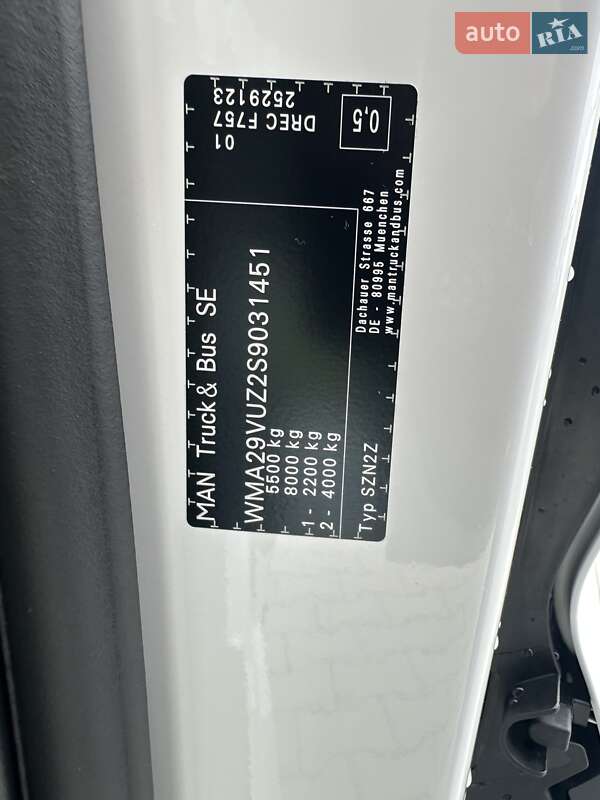 auto RIA .com
MAN Truck & Bus SE
WMA29VUZ2S9031451
5500 kg
8000 kg
1 - 2200 kg
2 - 4000 kg
Typ SZN2Z
Dachauer Strasse 667
DE - 80995 Muenchen
www.mantruckandbus.com
2529123
DREC F757
01
0,5